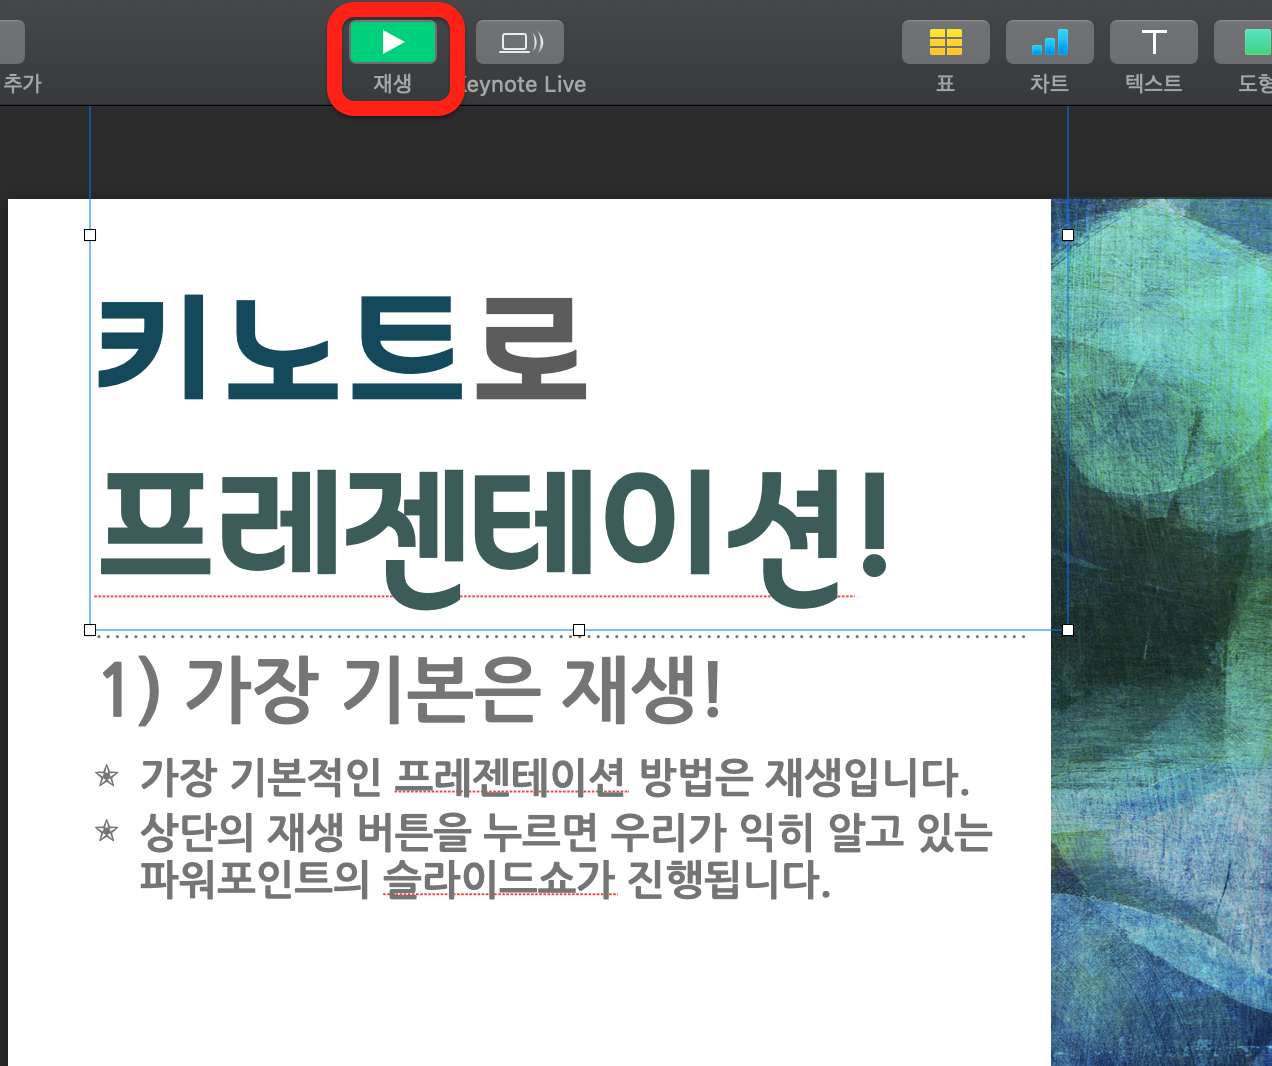 추가
재생
Keynote Live
표
차트
텍스트
키노트로
프레젠테이션!
1) 가장 기본은 재생!
가장 기본적인 프레젠테이션 방법은 재생입니다.
상단의 재생 버튼을 누르면 우리가 익히 알고 있는
파워포인트의 슬라이드쇼가 진행됩니다.